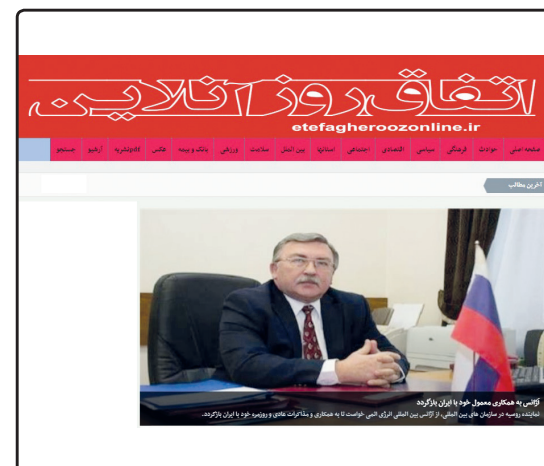 اتفاق روز آنلاین
etefagheroozonline.ir
صفحه اصلی حوادث فرهنگی سیاسی اقتصادی اجتماعی استانها بین الملل سلامت ورزشی بانک و بیمه عکس pdfنشریه آرشیو جستجو
آخرین مطالب
آژانس به همکاری معمول خود با ایران بازگردد
نماینده روسیه در سازمان های بین المللی، از آژانس بین المللی انرژی اتمی خواست تا به همکاری و مذاکرات عادی و روزمره خود با ایران بازگردد.